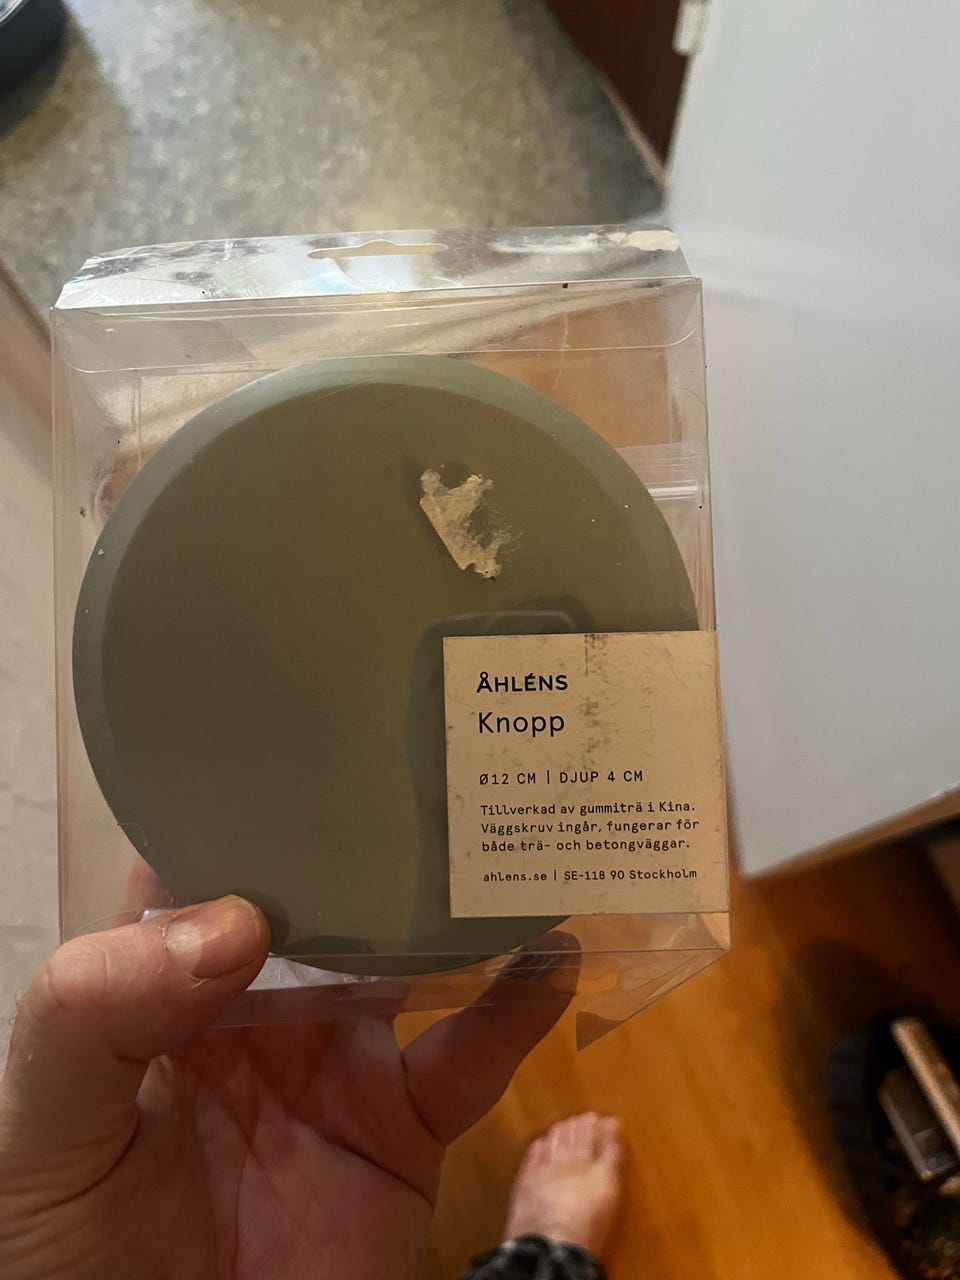 ÅHLÉNS
Knopp
Ø12 CM | DJUP 4 CM
Tillverkad av gummiträ i Kina.
Väggskruv ingår, fungerar för
både trä- och betongväggar.
ahlens.se | SE-118 90 Stockholm